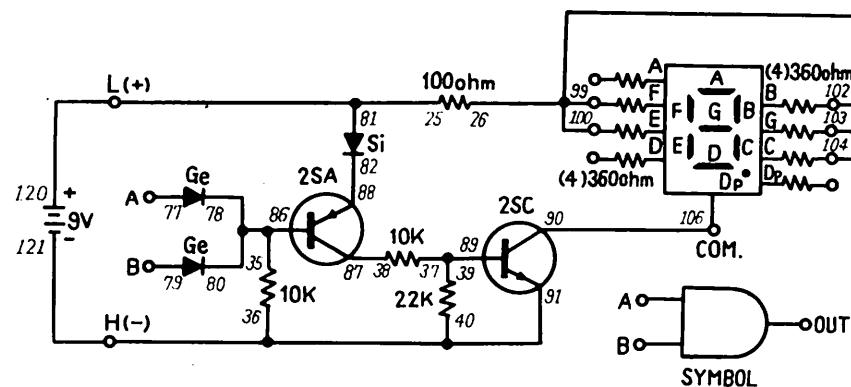 L(+)
100ohm
25 26
81
Si
82
88
2SA
120 +
9V
121 -
A
Ge
77 78
B
Ge
79 80
86
35
10K
36
87
10K
38 37
89
39
22K
40
2SC
90
91
H(-)
99
100
A
F
E
D
(4)360ohm
A
F G B
E D C
DP
(4)360ohm
B 102
G 103
C 104
DP
106
COM.
A
B
OUT
SYMBOL